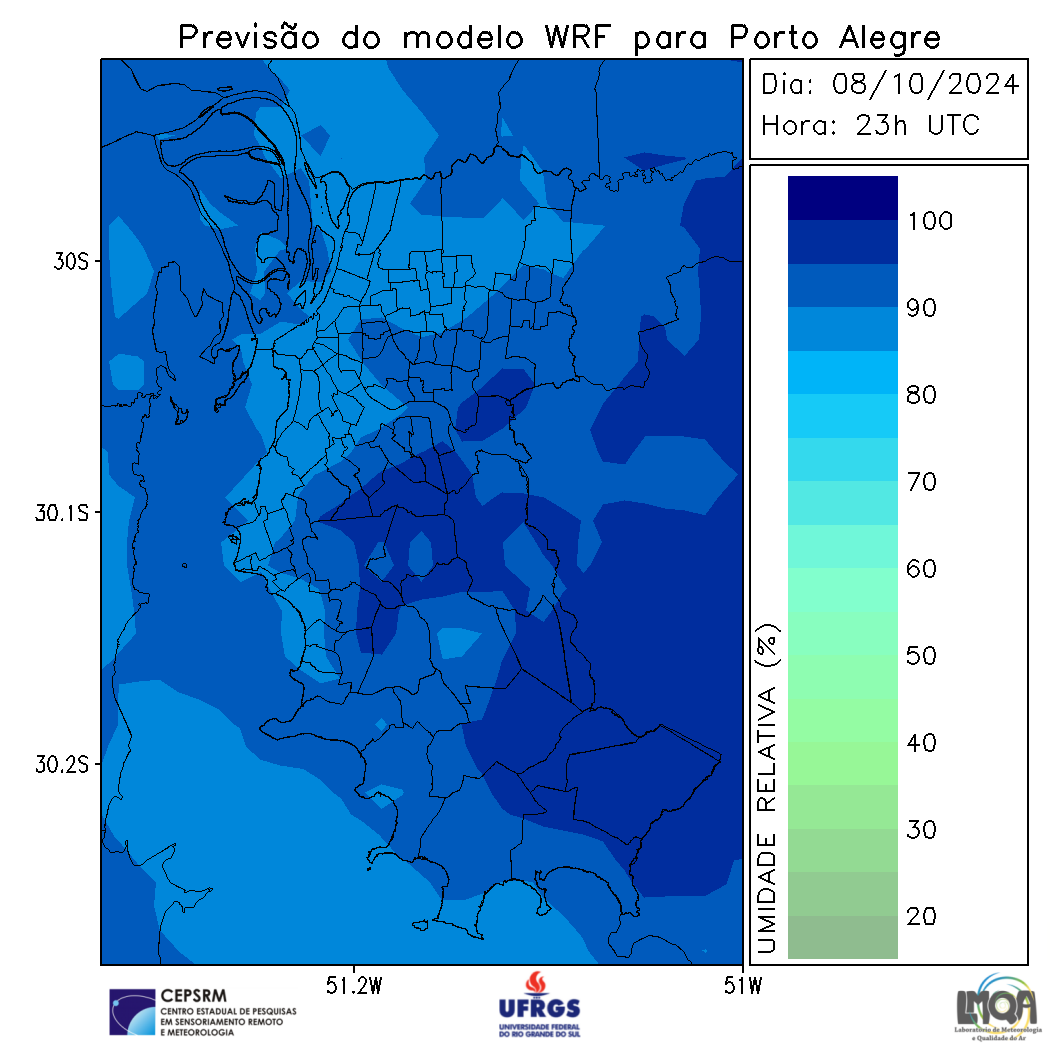 Previsão do modelo WRF para Porto Alegre
Dia: 08/10/2024
Hora: 23h UTC
100
90
80
70
60
50
40
30
20
UMIDADE RELATIVA (%)
30S
30.1S
30.2S
51.2W
51W
CEPSRM
CENTRO ESTADUAL DE PESQUISAS
EM SENSORIAMENTO REMOTO
E METEOROLOGIA
UFRGS
UNIVERSIDADE FEDERAL
DO RIO GRANDE DO SUL
LMQA
Laboratório de Meteorologia
e Qualidade do Ar